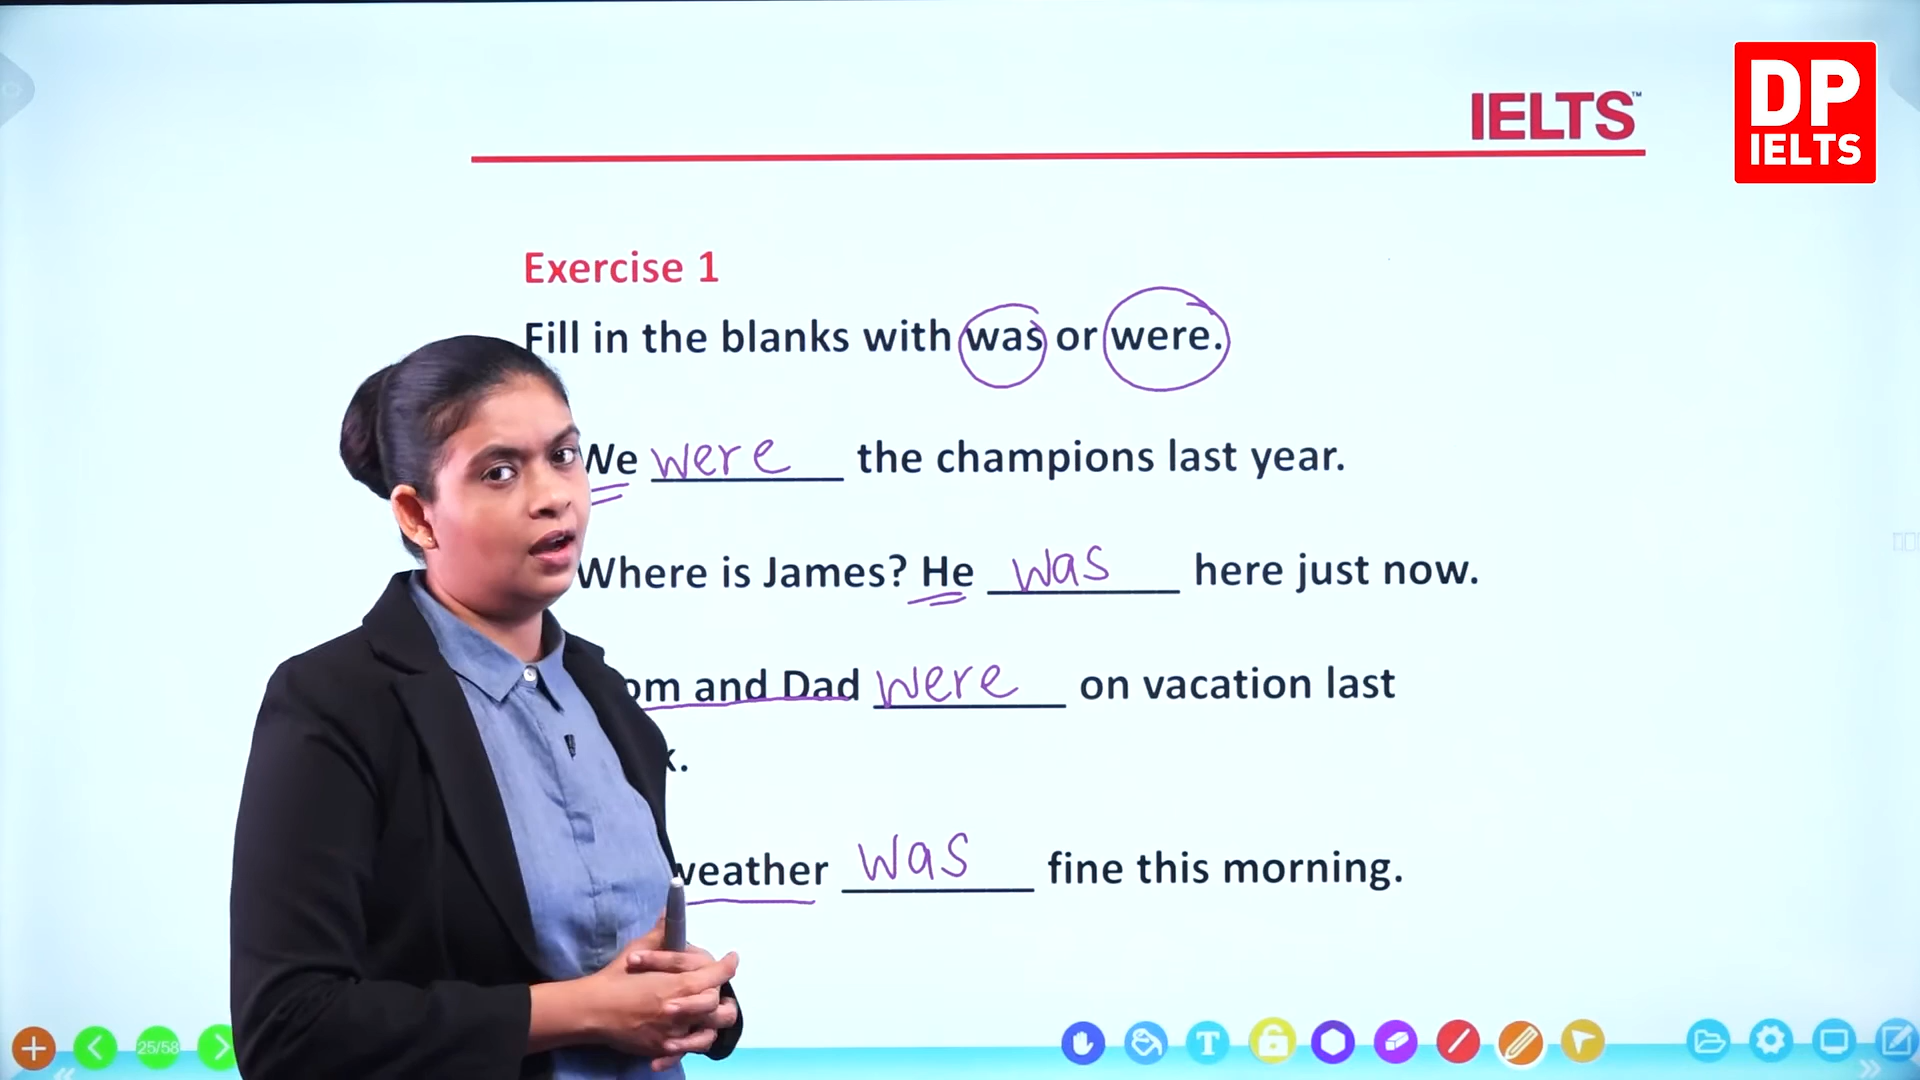 IELTS™
DP
IELTS
Exercise 1
Fill in the blanks with was or were.
We were the champions last year.
Where is James? He was here just now.
and Dad were on vacation last
weather was fine this morning.
T
25/58